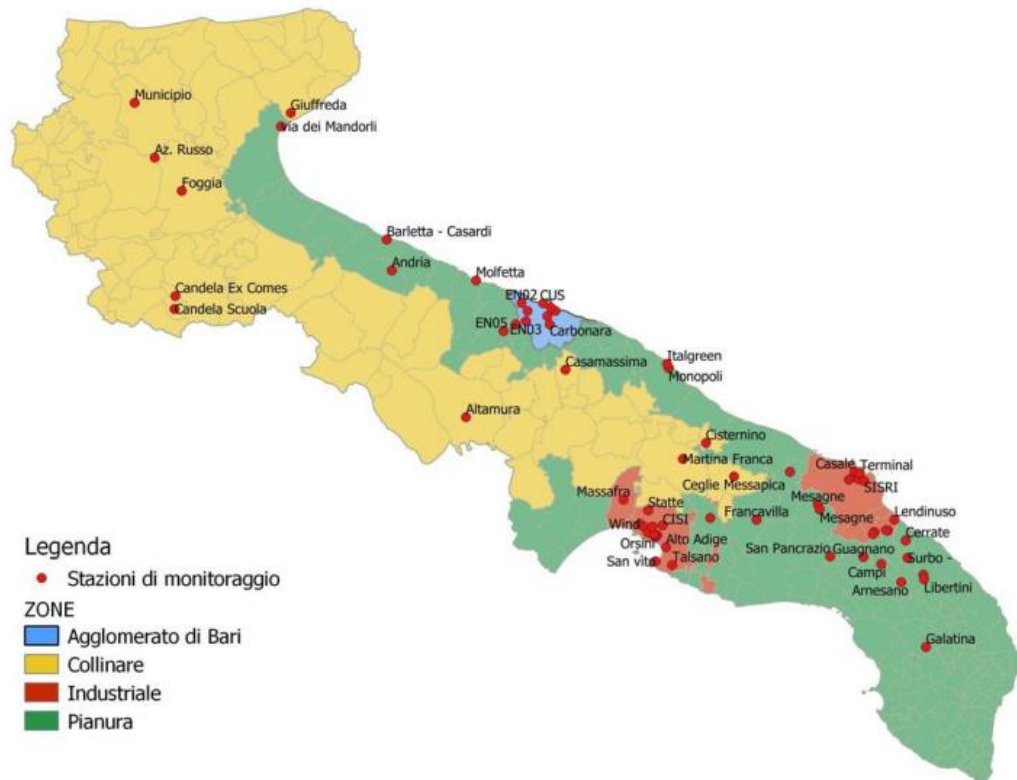 Municipio
Giuffreda
via dei Mandorli
Az. Russo
Foggia
Barletta - Casardi
Andria
Molfetta
Candela Ex Comes
Candela Scuola
EN02 CUS
EN05 EN03 Carbonara
Casamassima
Italgreen
Monopoli
Altamura
Cisternino
Martina Franca
Ceglie Messapica
Casale Terminal
SISRI
Massafra
Statte
Mesagne
Francavilla
Mesagne
Lendinuso
Wind CISI
Orsini Alto Adige
Cerrate
San vito Talsano
San Pancrazio Guagnano Surbo -
Campi
Arnesano Libertini
Galatina
Legenda
Stazioni di monitoraggio
ZONE
Agglomerato di Bari
Collinare
Industriale
Pianura